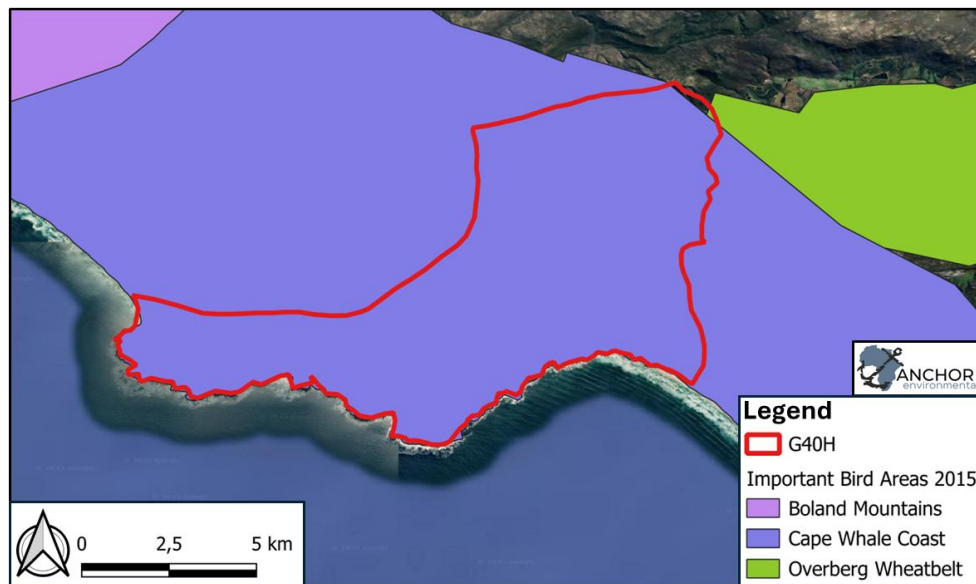 ANCHOR
environmental
Legend
G40H
Important Bird Areas 2015
Boland Mountains
Cape Whale Coast
Overberg Wheatbelt
0 2,5 5 km